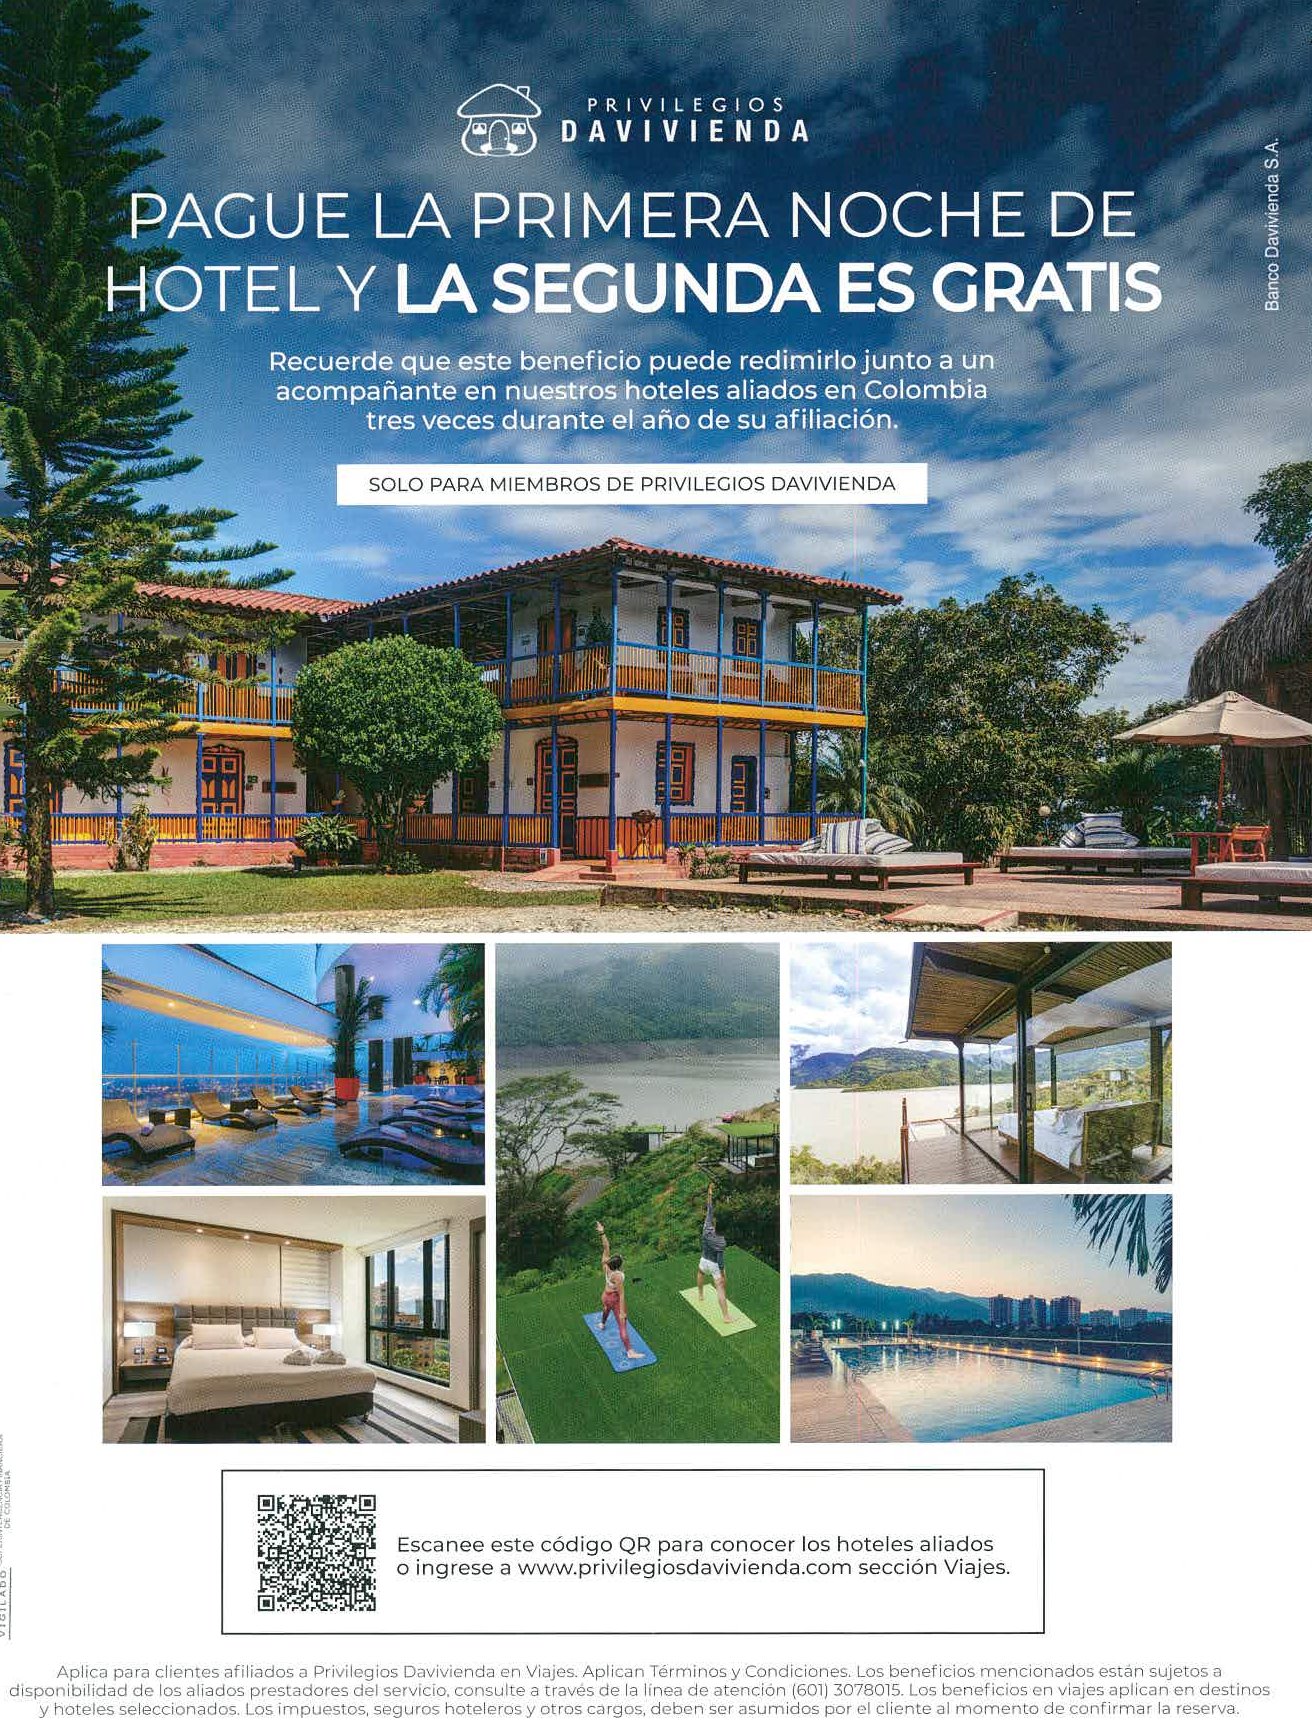 PRIVILEGIOS
DAVIVIENDA
Banco Davivienda S.A.
PAGUE LA PRIMERA NOCHE DE
HOTEL Y LA SEGUNDA ES GRATIS
Recuerde que este beneficio puede redimirlo junto a un
acompañante en nuestros hoteles aliados en Colombia
tres veces durante el año de su afiliación.
SOLO PARA MIEMBROS DE PRIVILEGIOS DAVIVIENDA
Escanee este código QR para conocer los hoteles aliados
o ingrese a www.privilegiosdavivienda.com sección Viajes.
VIGILADO
DE COLOMBIA
Aplica para clientes afiliados a Privilegios Davivienda en Viajes. Aplican Términos y Condiciones. Los beneficios mencionados están sujetos a
disponibilidad de los aliados prestadores del servicio, consulte a través de la línea de atención (601) 3078015. Los beneficios en viajes aplican en destinos
y hoteles seleccionados. Los impuestos, seguros hoteleros y otros cargos, deben ser asumidos por el cliente al momento de confirmar la reserva.